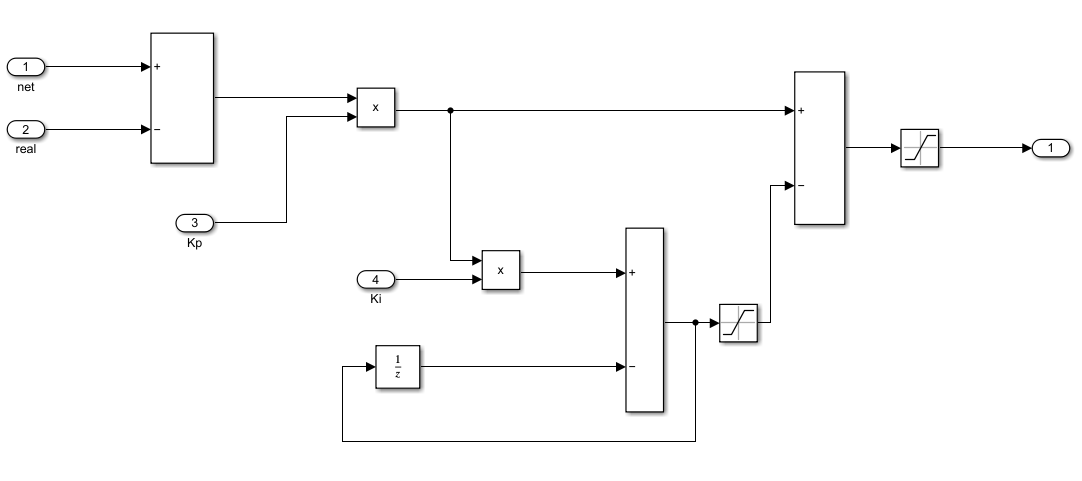 1
net
+
2
real
−
x
3
Kp
+
−
1
4
Ki
x
+
−
1
z